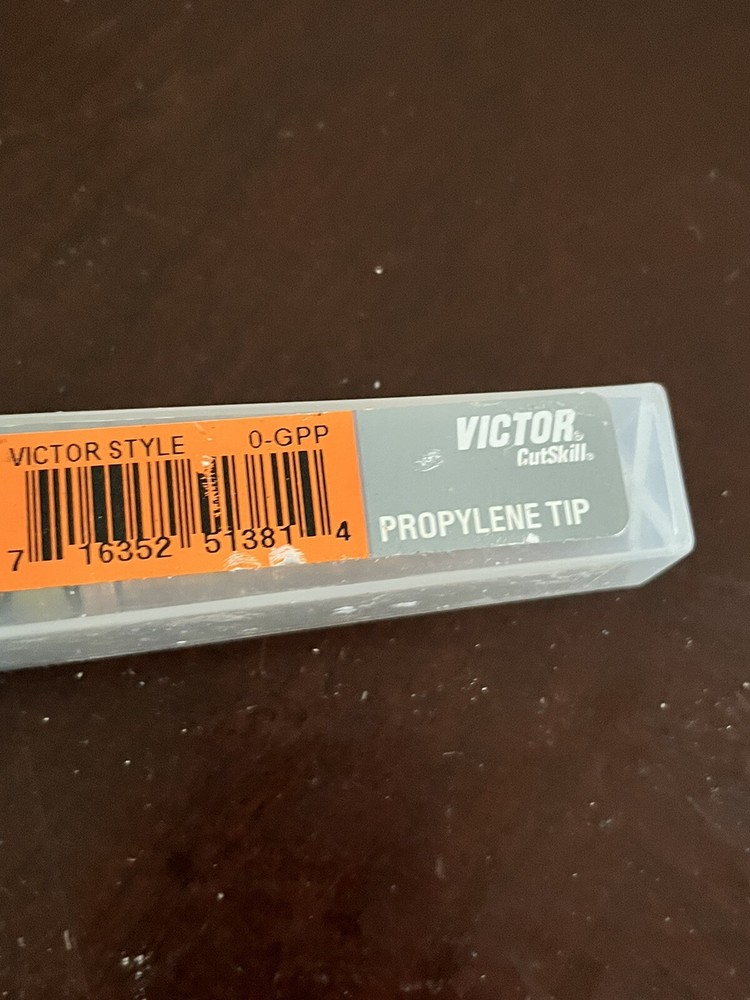 VICTOR STYLE 0-GPP
7 16352 51381 4
VICTOR®
CutSkill®
PROPYLENE TIP